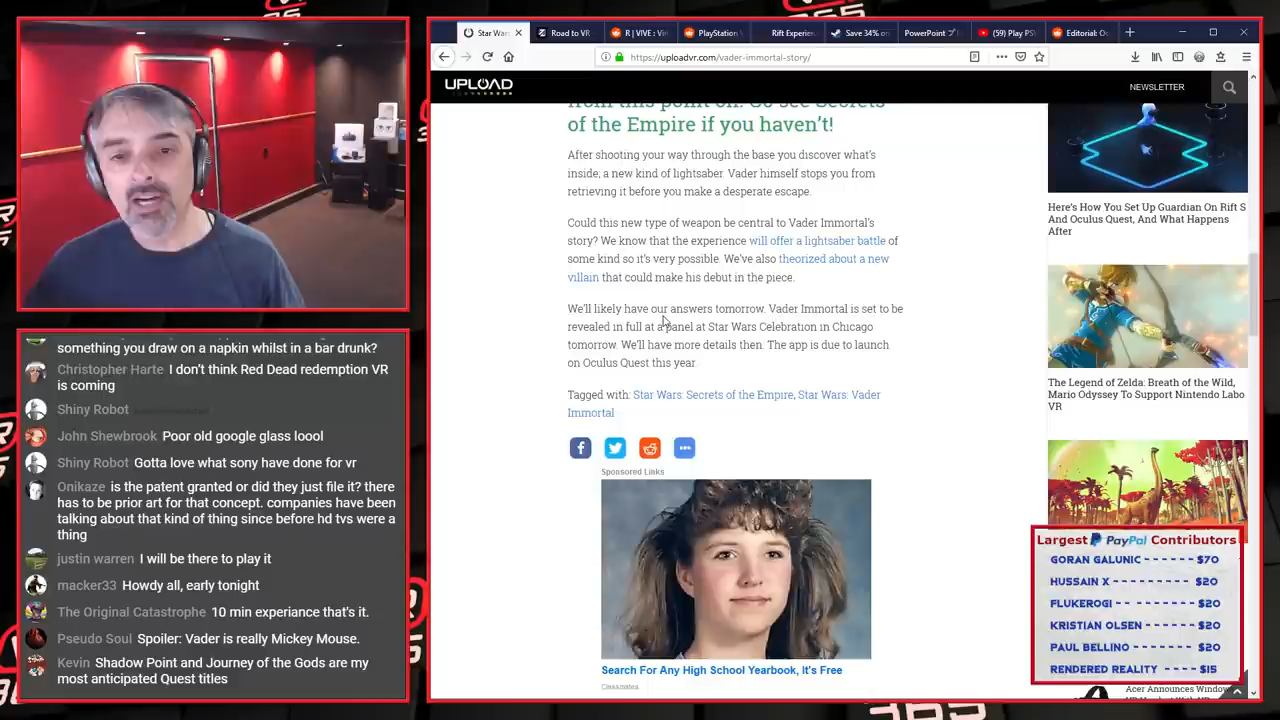 Star Wars
Road to VR
R | VIVE : Vir
PlayStation
Rift Experien
Save 34% on
PowerPoint プ
(59) Play PS
Editorial: O
https://uploadvr.com/vader-immortal-story/
UPLOAD
NEWSLETTER
of the Empire if you haven't!
After shooting your way through the base you discover what's
inside, a new kind of lightsaber. Vader himself stops you from
retrieving it before you make a desperate escape.
Could this new type of weapon be central to Vader Immortal's
story? We know that the experience will offer a lightsaber battle of
some kind so it's very possible. We've also theorized about a new
villain that could make his debut in the piece.
We'll likely have our answers tomorrow. Vader Immortal is set to be
revealed in full at a panel at Star Wars Celebration in Chicago
tomorrow. We'll have more details then. The app is due to launch
on Oculus Quest this year.
Tagged with: Star Wars: Secrets of the Empire, Star Wars: Vader
Immortal
Sponsored Links
Search For Any High School Yearbook, It's Free
Classmates
Here's How You Set Up Guardian On Rift S
And Oculus Quest, And What Happens
After
The Legend of Zelda: Breath of the Wild,
Mario Odyssey To Support Nintendo Labo
VR
Largest PayPal Contributors
GORAN GALUNIC ------- $70
HUSSAIN X ---------- $20
FLUKEROGI ---------- $20
KRISTIAN OLSEN ------ $20
PAUL BELLINO -------- $20
RENDERED REALITY ---- $15
Acer Announces Window
something you draw on a napkin whilst in a bar drunk?
Christopher Harte I don't think Red Dead redemption VR
is coming
Shiny Robot
John Shewbrook Poor old google glass loool
Shiny Robot Gotta love what sony have done for vr
Onikaze is the patent granted or did they just file it? there
has to be prior art for that concept. companies have been
talking about that kind of thing since before hd tvs were a
thing
justin warren I will be there to play it
macker33 Howdy all, early tonight
The Original Catastrophe 10 min experiance that's it.
Pseudo Soul Spoiler: Vader is really Mickey Mouse.
Kevin Shadow Point and Journey of the Gods are my
most anticipated Quest titles